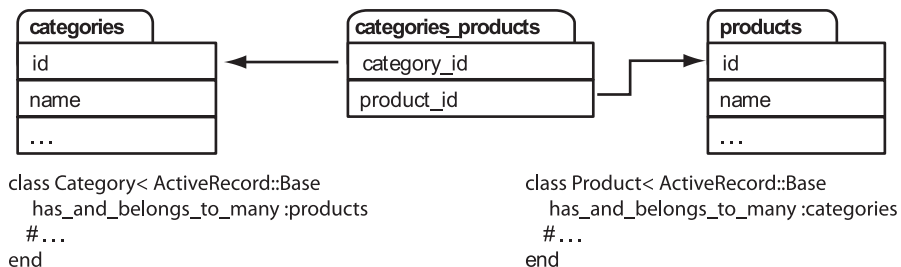 categories
id
name
...
categories_products
category_id
product_id
products
id
name
...
class Category< ActiveRecord::Base
has_and_belongs_to_many :products
#...
end
class Product< ActiveRecord::Base
has_and_belongs_to_many :categories
#...
end